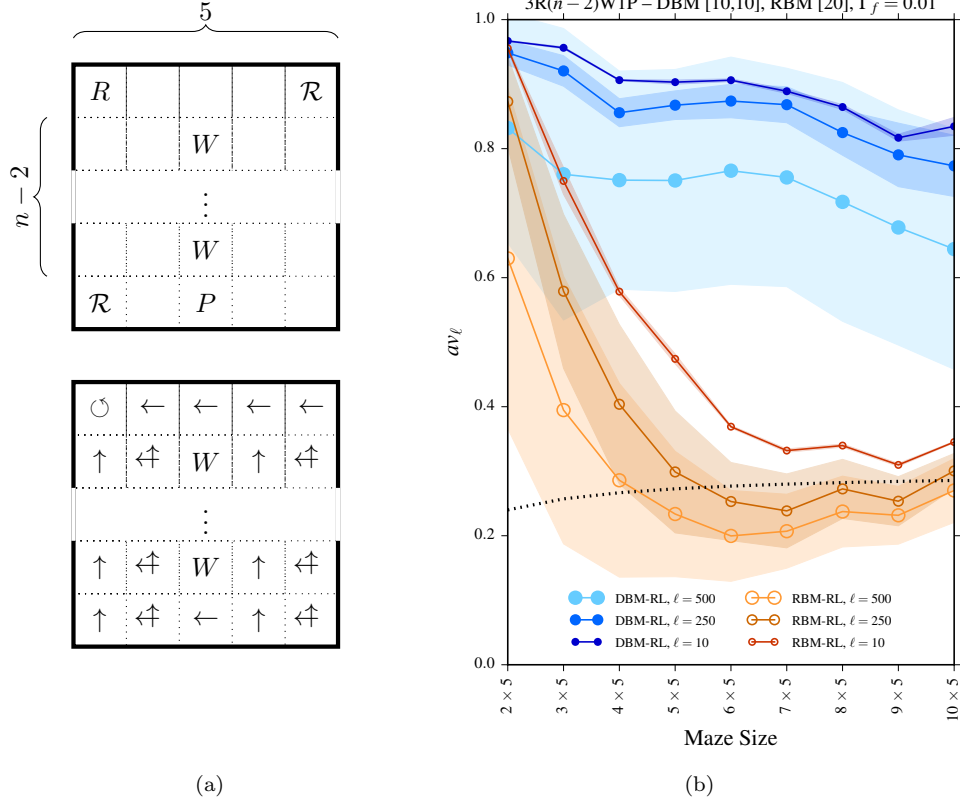 5
R ℛ
W
⋮
n − 2
W
ℛ P
↺ ← ← ← ←
↑ W ↑
⋮
↑ W ↑
↑ ← ↑
(a)
3R(n−2)W1P – DBM [10,10], RBM [20], Γ_f = 0.01
1.0
0.8
0.6
0.4
0.2
0.0
av_ℓ
DBM-RL, ℓ = 500
DBM-RL, ℓ = 250
DBM-RL, ℓ = 10
RBM-RL, ℓ = 500
RBM-RL, ℓ = 250
RBM-RL, ℓ = 10
2 × 5
3 × 5
4 × 5
5 × 5
6 × 5
7 × 5
8 × 5
9 × 5
10 × 5
Maze Size
(b)